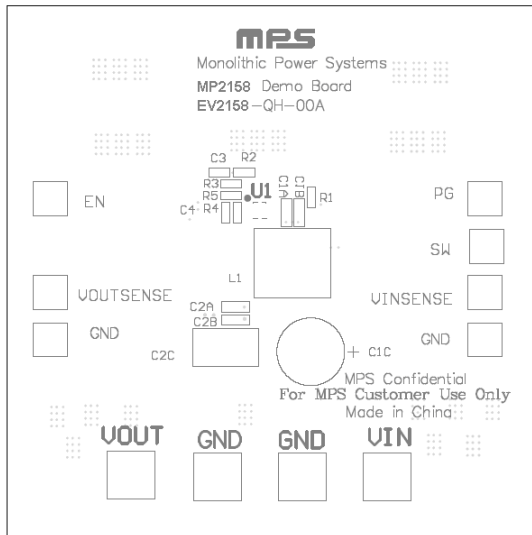 MPS
Monolithic Power Systems
MP2158 Demo Board
EV2158-QH-00A
C3 R2
R3
R5
U1
C4 R4
C1A
C1B
R1
EN
PG
SW
L1
VOUTSENSE
VINSENSE
C2A
C2B
GND
GND
C2C
+ C1C
MPS Confidential
For MPS Customer Use Only
Made in China
VOUT GND GND VIN